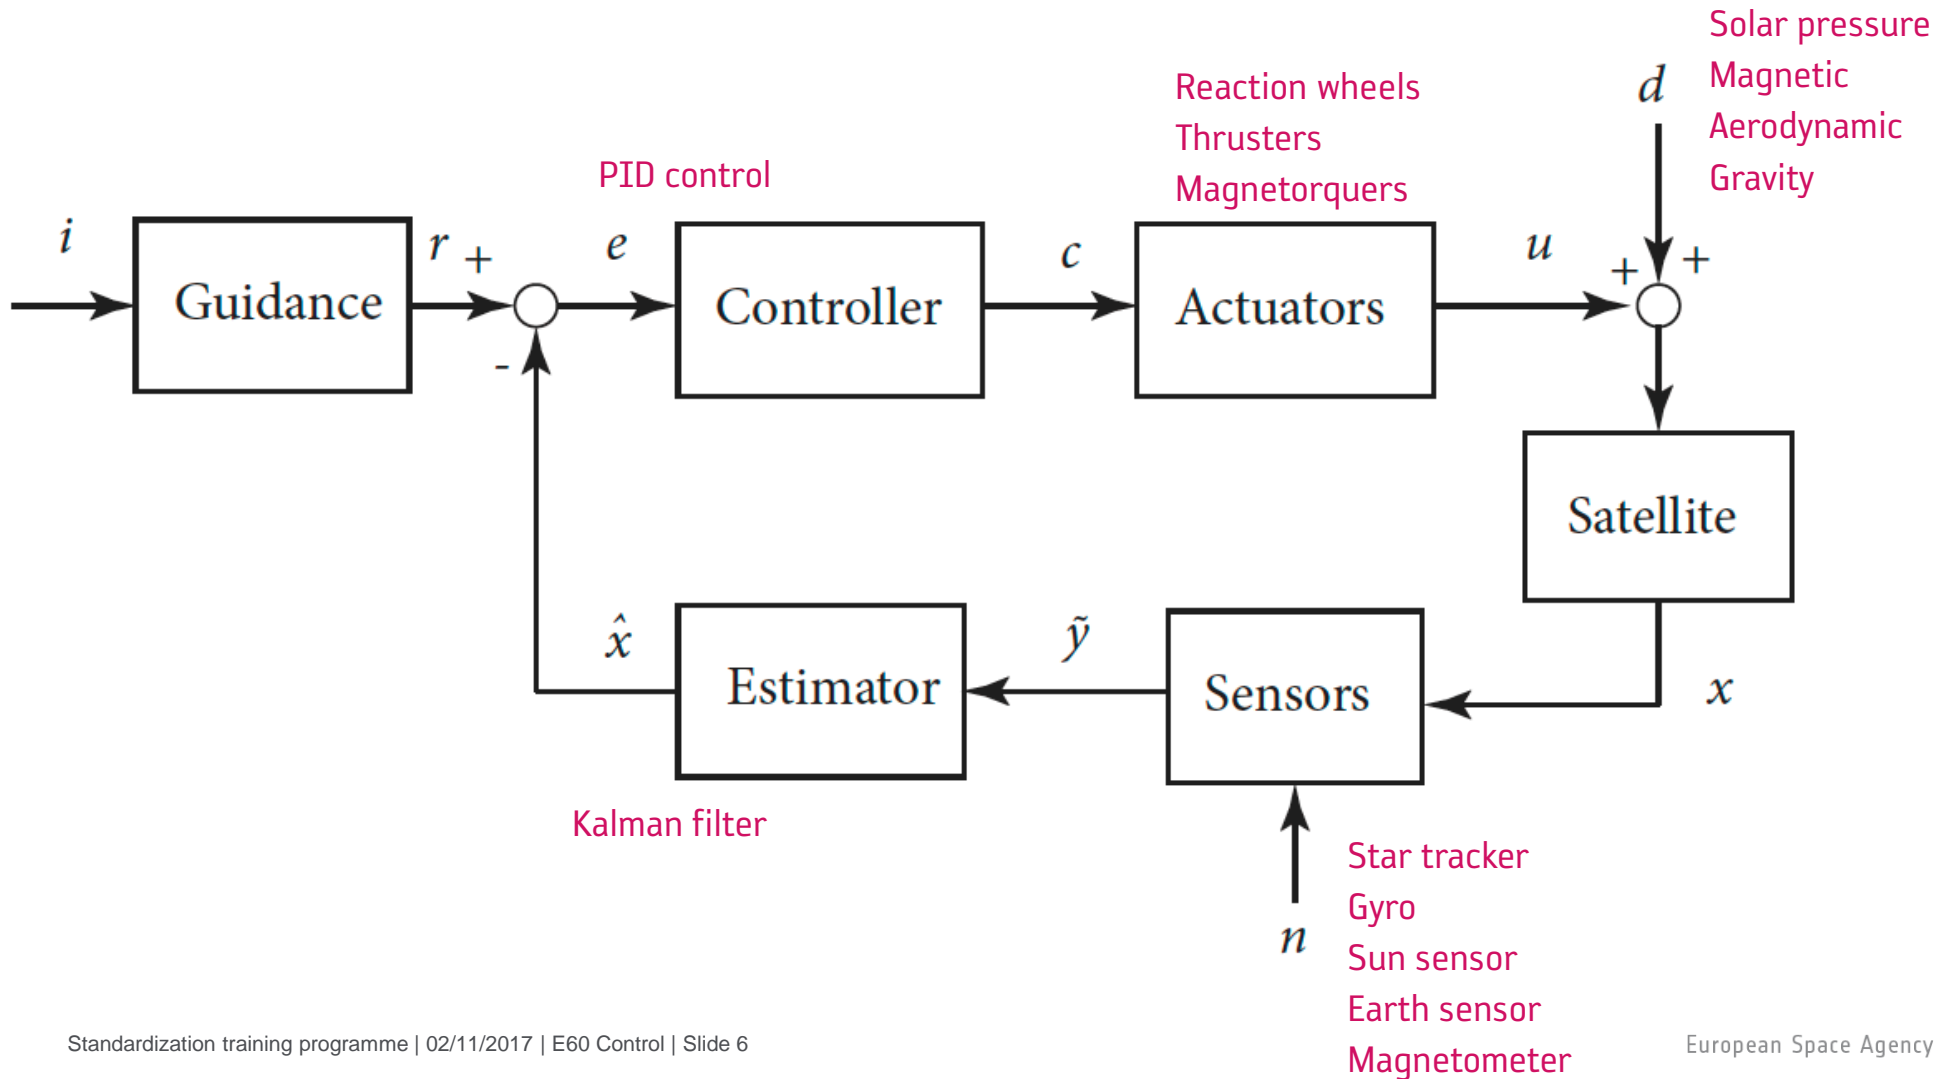 Solar pressure
Magnetic
Aerodynamic
Gravity
d
Reaction wheels
Thrusters
Magnetorquers
PID control
i
Guidance
r +
-
e
Controller
c
Actuators
u
+ +
Satellite
x
Sensors
ỹ
Estimator
x̂
Kalman filter
n
Star tracker
Gyro
Sun sensor
Earth sensor
Magnetometer
Standardization training programme | 02/11/2017 | E60 Control | Slide 6
European Space Agency